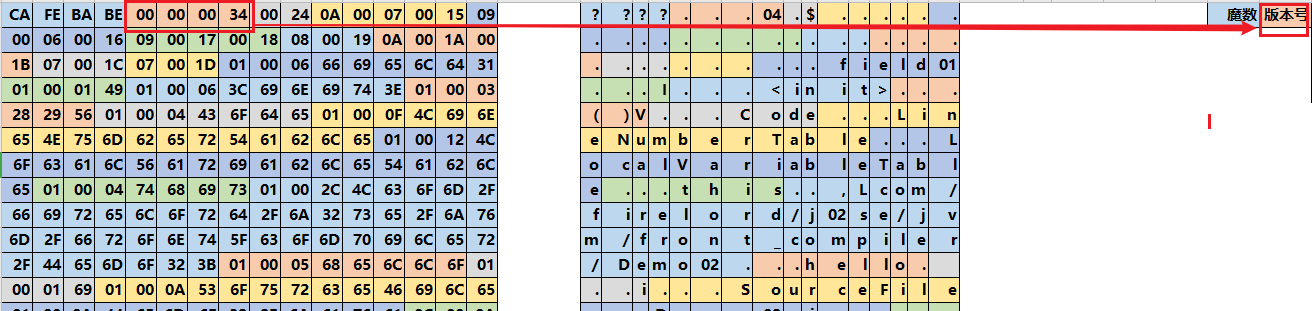 CA FE BA BE 00 00 00 34 00 24 0A 00 07 00 15 09 ? ? ? ? . . . 04 . $ . . . . . . 魔数 版本号
00 06 00 16 09 00 17 00 18 08 00 19 0A 00 1A 00 . . . . . . . . . . . . . . . .
1B 07 00 1C 07 00 1D 01 00 06 66 69 65 6C 64 31 . . . . . . . . . . f i e l d 01
01 00 01 49 01 00 06 3C 69 6E 69 74 3E 01 00 03 . . . I . . . < i n i t > . . .
28 29 56 01 00 04 43 6F 64 65 01 00 0F 4C 69 6E ( ) V . . . C o d e . . . L i n
65 4E 75 6D 62 65 72 54 61 62 6C 65 01 00 12 4C e N u m b e r T a b l e . . . L
6F 63 61 6C 56 61 72 69 61 62 6C 65 54 61 62 6C o c a l V a r i a b l e T a b l
65 01 00 04 74 68 69 73 01 00 2C 4C 63 6F 6D 2F e . . . t h i s . . , L c o m /
66 69 72 65 6C 6F 72 64 2F 6A 32 73 65 2F 6A 76 f i r e l o r d / j 02 s e / j v
6D 2F 66 72 6F 6E 74 5F 63 6F 6D 70 69 6C 65 72 m / f r o n t _ c o m p i l e r
2F 44 65 6D 6F 32 3B 01 00 05 68 65 6C 6C 6F 01 / D e m o 02 . . . h e l l o .
00 01 69 01 00 0A 53 6F 75 72 63 65 46 69 6C 65 . . i . . . S o u r c e F i l e